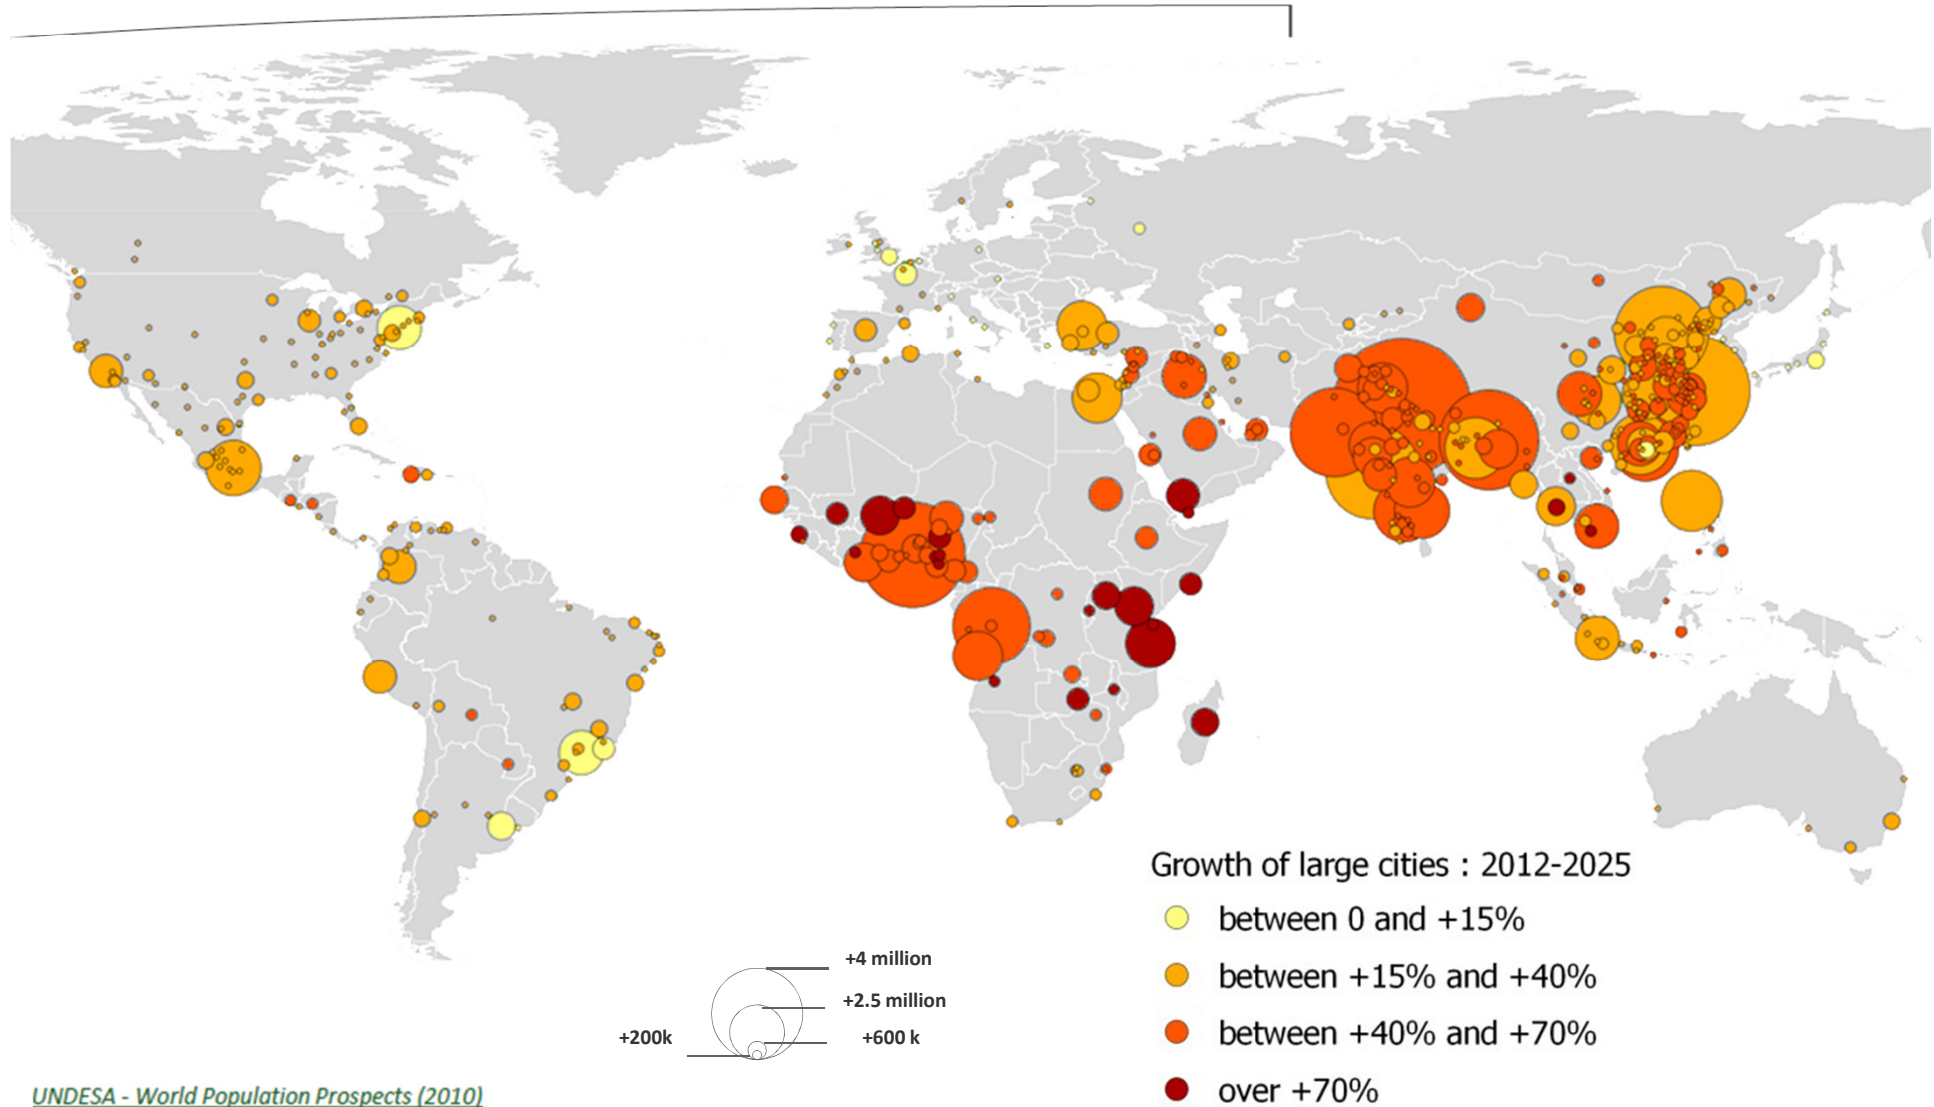 Growth of large cities : 2012-2025
between 0 and +15%
between +15% and +40%
between +40% and +70%
over +70%
+4 million
+2.5 million
+600 k
+200k
UNDESA - World Population Prospects (2010)